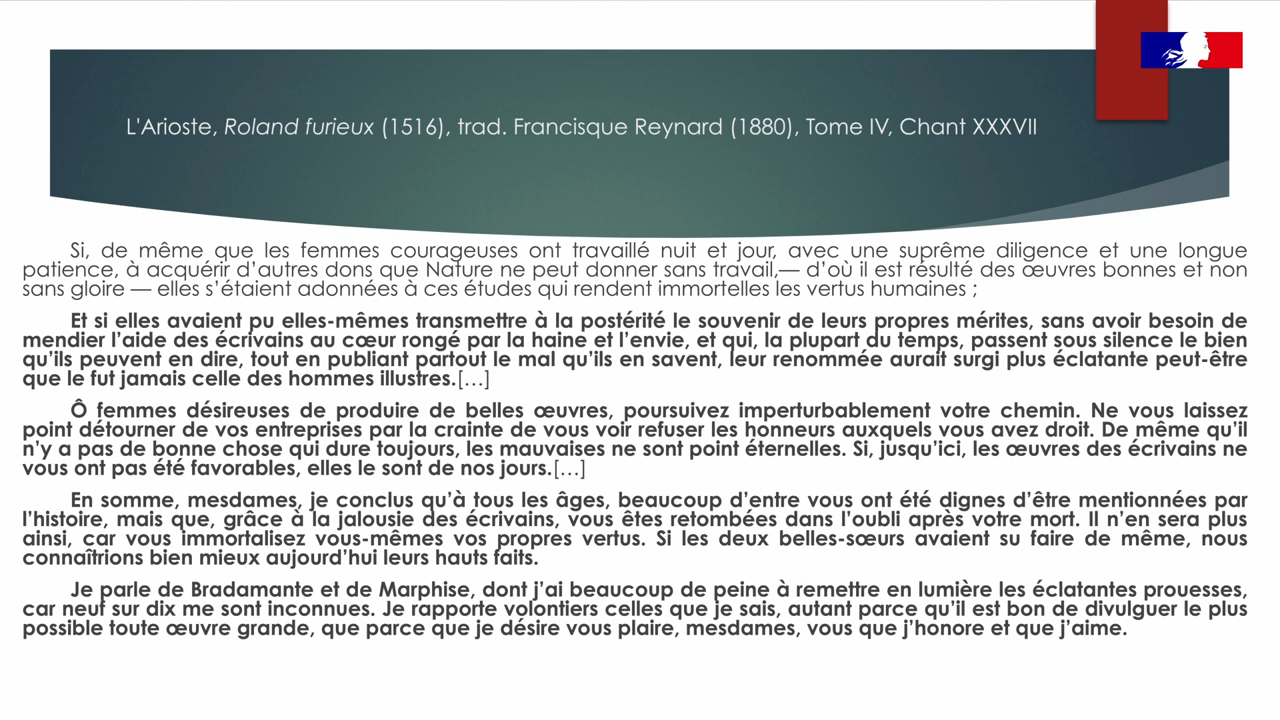 L'Arioste, Roland furieux (1516), trad. Francisque Reynard (1880), Tome IV, Chant XXXVII
Si, de même que les femmes courageuses ont travaillé nuit et jour, avec une suprême diligence et une longue
patience, à acquérir d’autres dons que Nature ne peut donner sans travail,— d’où il est résulté des œuvres bonnes et non
sans gloire — elles s’étaient adonnées à ces études qui rendent immortelles les vertus humaines ;
Et si elles avaient pu elles-mêmes transmettre à la postérité le souvenir de leurs propres mérites, sans avoir besoin de
mendier l’aide des écrivains au cœur rongé par la haine et l’envie, et qui, la plupart du temps, passent sous silence le bien
qu’ils peuvent en dire, tout en publiant partout le mal qu’ils en savent, leur renommée aurait surgi plus éclatante peut-être
que le fut jamais celle des hommes illustres.[…]
Ô femmes désireuses de produire de belles œuvres, poursuivez imperturbablement votre chemin. Ne vous laissez
point détourner de vos entreprises par la crainte de vous voir refuser les honneurs auxquels vous avez droit. De même qu’il
n’y a pas de bonne chose qui dure toujours, les mauvaises ne sont point éternelles. Si, jusqu’ici, les œuvres des écrivains ne
vous ont pas été favorables, elles le sont de nos jours.[…]
En somme, mesdames, je conclus qu’à tous les âges, beaucoup d’entre vous ont été dignes d’être mentionnées par
l’histoire, mais que, grâce à la jalousie des écrivains, vous êtes retombées dans l’oubli après votre mort. Il n’en sera plus
ainsi, car vous immortalisez vous-mêmes vos propres vertus. Si les deux belles-sœurs avaient su faire de même, nous
connaîtrions bien mieux aujourd’hui leurs hauts faits.
Je parle de Bradamante et de Marphise, dont j’ai beaucoup de peine à remettre en lumière les éclatantes prouesses,
car neuf sur dix me sont inconnues. Je rapporte volontiers celles que je sais, autant parce qu’il est bon de divulguer le plus
possible toute œuvre grande, que parce que je désire vous plaire, mesdames, vous que j’honore et que j’aime.